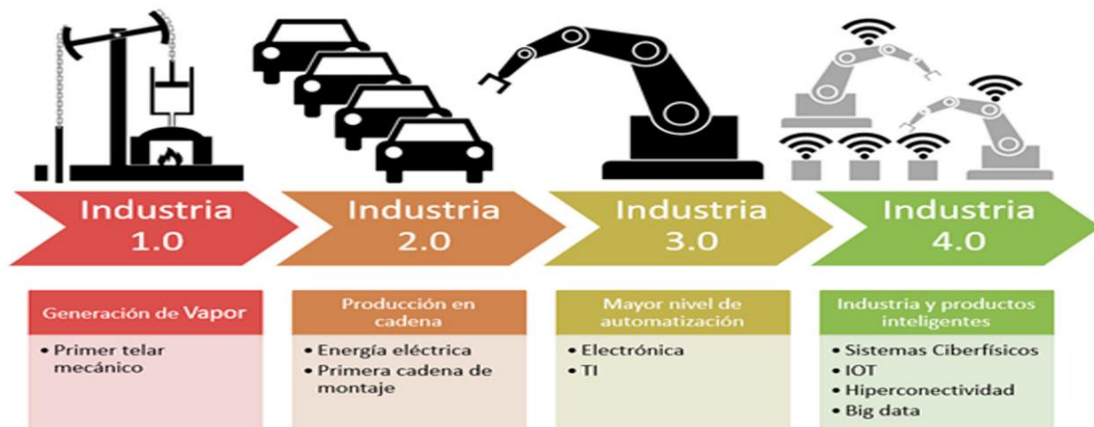 Industria
1.0
Industria
2.0
Industria
3.0
Industria
4.0
Generación de Vapor
• Primer telar
mecánico
Producción en
cadena
• Energía eléctrica
• Primera cadena de
montaje
Mayor nivel de
automatización
• Electrónica
• TI
Industria y productos
inteligentes
• Sistemas Ciberfísicos
• IOT
• Hiperconectividad
• Big data